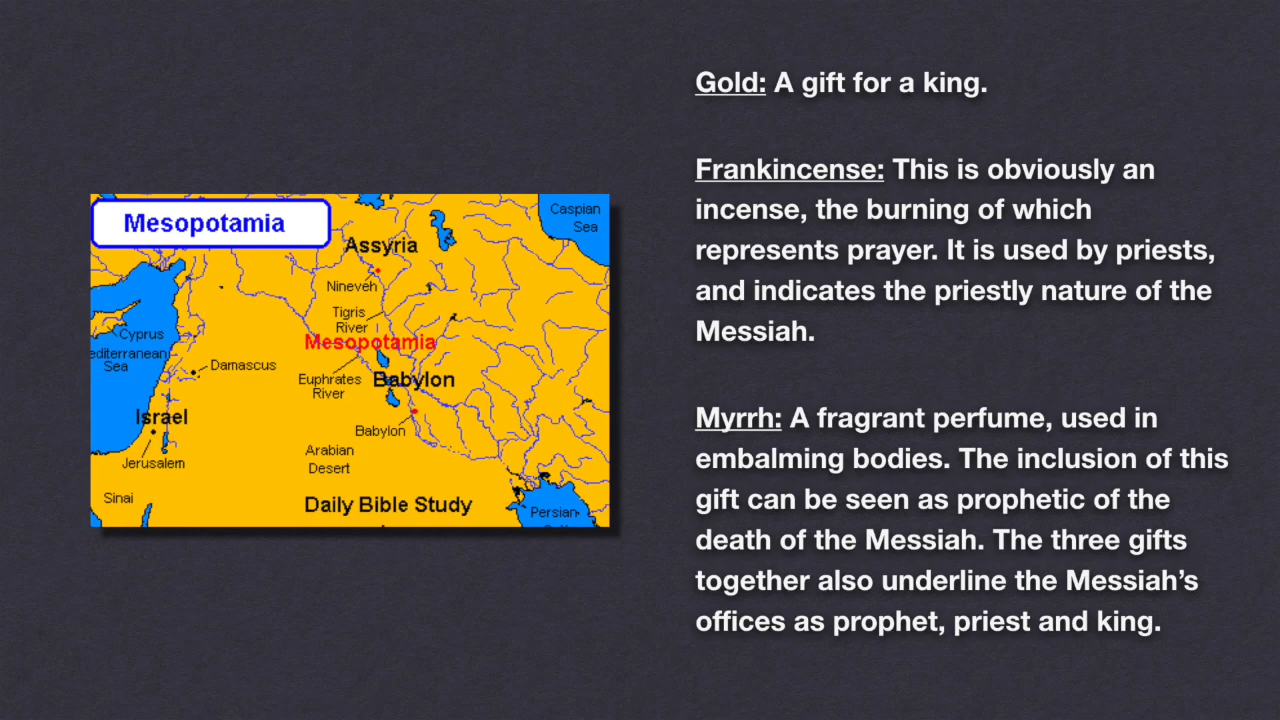 Mesopotamia
Caspian
Sea
Assyria
Nineveh
Tigris
River
Mesopotamia
Cyprus
editerranean
Sea
Damascus
Euphrates
River
Babylon
Israel
Babylon
Jerusalem
Arabian
Desert
Sinai
Daily Bible Study
Persian
Gold: A gift for a king.
Frankincense: This is obviously an
incense, the burning of which
represents prayer. It is used by priests,
and indicates the priestly nature of the
Messiah.
Myrrh: A fragrant perfume, used in
embalming bodies. The inclusion of this
gift can be seen as prophetic of the
death of the Messiah. The three gifts
together also underline the Messiah’s
offices as prophet, priest and king.